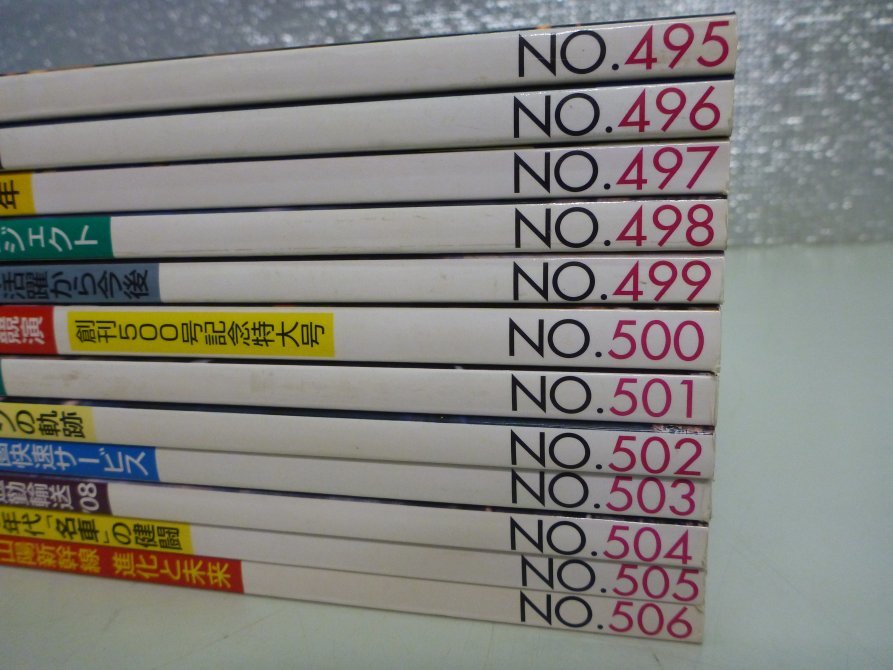 NO.495
NO.496
年 NO.497
ジェクト NO.498
活躍から今後 NO.499
競演 創刊500号記念特大号 NO.500
NO.501
の軌跡 NO.502
快速サービス NO.503
輸送'08 NO.504
年代「名車」の健闘 NO.505
山陽新幹線 進化と未来 NO.506